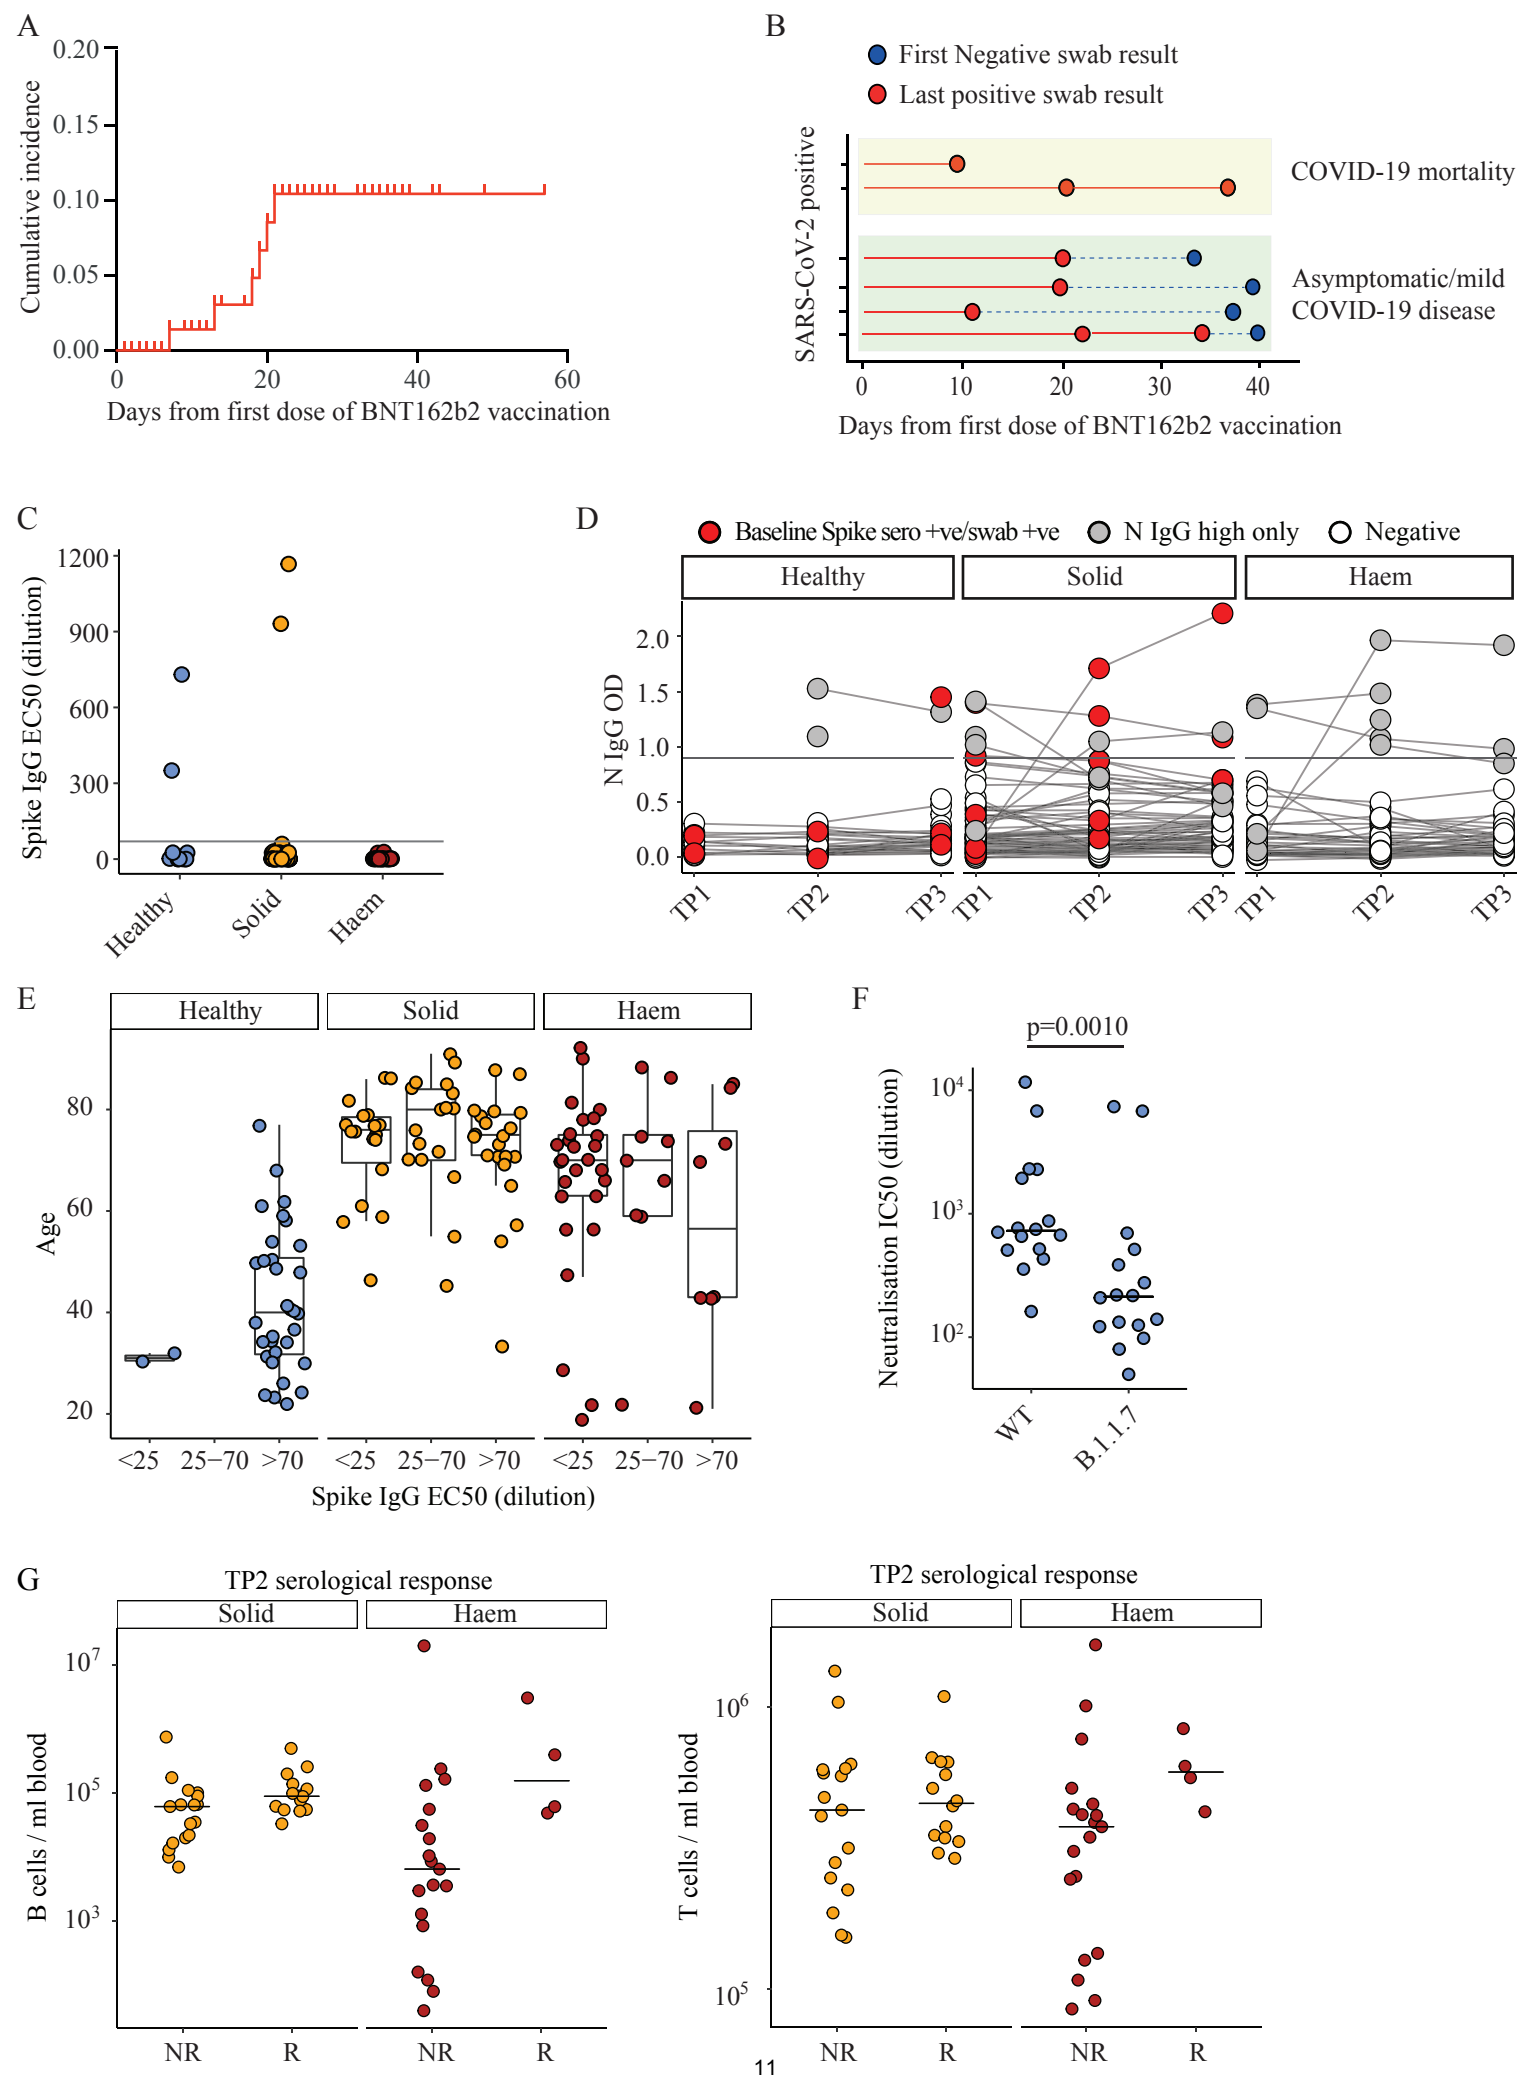 A
0.20
0.15
0.10
0.05
0.00
Cumulative incidence
0
20
40
60
Days from first dose of BNT162b2 vaccination
B
First Negative swab result
Last positive swab result
SARS-CoV-2 positive
COVID-19 mortality
Asymptomatic/mild
COVID-19 disease
0
10
20
30
40
Days from first dose of BNT162b2 vaccination
C
1200
900
600
300
0
Spike IgG EC50 (dilution)
Healthy
Solid
Haem
D
Baseline Spike sero +ve/swab +ve
N IgG high only
Negative
Healthy
Solid
Haem
2.0
1.5
1.0
0.5
0.0
N IgG OD
TP1
TP2
TP3
TP1
TP2
TP3
TP1
TP2
TP3
E
Healthy
Solid
Haem
80
60
40
20
Age
<25
25−70
>70
<25
25−70
>70
<25
25−70
>70
Spike IgG EC50 (dilution)
F
p=0.0010
10⁴
10³
10²
Neutralisation IC50 (dilution)
WT
B.1.1.7
G
TP2 serological response
Solid
Haem
10⁷
10⁵
10³
B cells / ml blood
NR
R
NR
R
TP2 serological response
Solid
Haem
10⁶
10⁵
T cells / ml blood
NR
R
NR
R
11